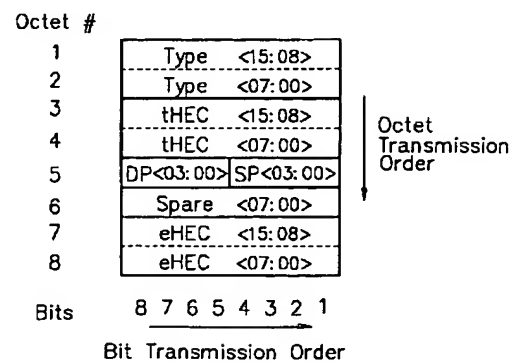 Octet #
1 Type <15:08>
2 Type <07:00>
3 tHEC <15:08>
4 tHEC <07:00>
5 DP<03:00> SP<03:00>
6 Spare <07:00>
7 eHEC <15:08>
8 eHEC <07:00>
Octet
Transmission
Order
Bits 8 7 6 5 4 3 2 1
Bit Transmission Order